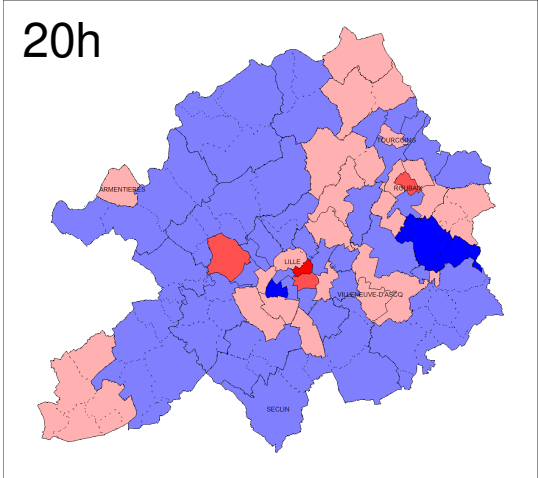 20h
TOURCOING
ARMENTIERES
ROUBAIX
LILLE
VILLENEUVE-D'ASCQ
SECLIN